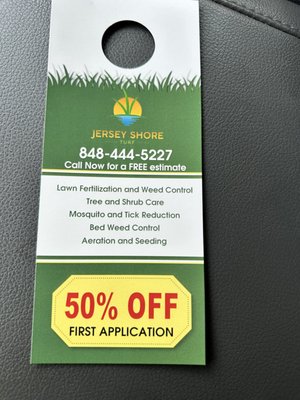 JERSEY SHORE
TURF
848-444-5227
Call Now for a FREE estimate
Lawn Fertilization and Weed Control
Tree and Shrub Care
Mosquito and Tick Reduction
Bed Weed Control
Aeration and Seeding
50% OFF
FIRST APPLICATION